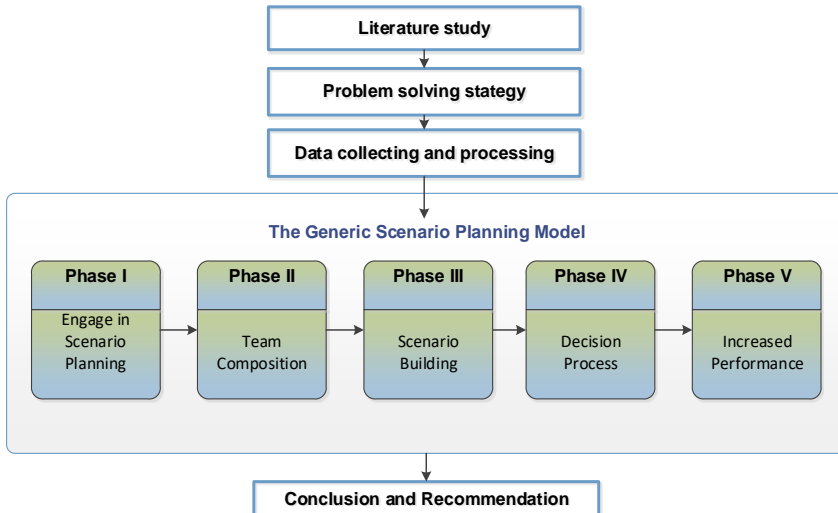 Literature study
Problem solving stategy
Data collecting and processing
The Generic Scenario Planning Model
Phase I
Engage in
Scenario
Planning
Phase II
Team
Composition
Phase III
Scenario
Building
Phase IV
Decision
Process
Phase V
Increased
Performance
Conclusion and Recommendation